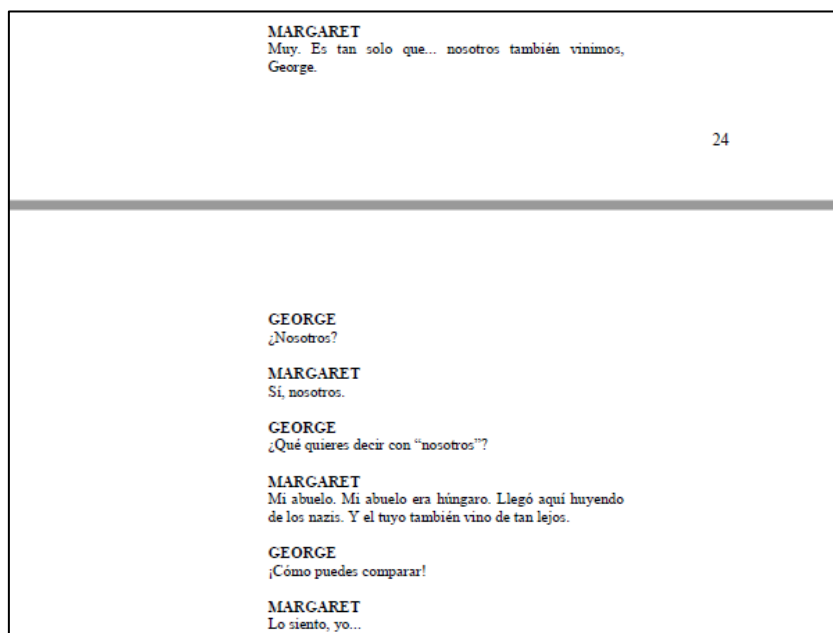 MARGARET
Muy. Es tan solo que... nosotros también vinimos,
George.
24
GEORGE
¿Nosotros?
MARGARET
Sí, nosotros.
GEORGE
¿Qué quieres decir con “nosotros”?
MARGARET
Mi abuelo. Mi abuelo era húngaro. Llegó aquí huyendo
de los nazis. Y el tuyo también vino de tan lejos.
GEORGE
¡Cómo puedes comparar!
MARGARET
Lo siento, yo...